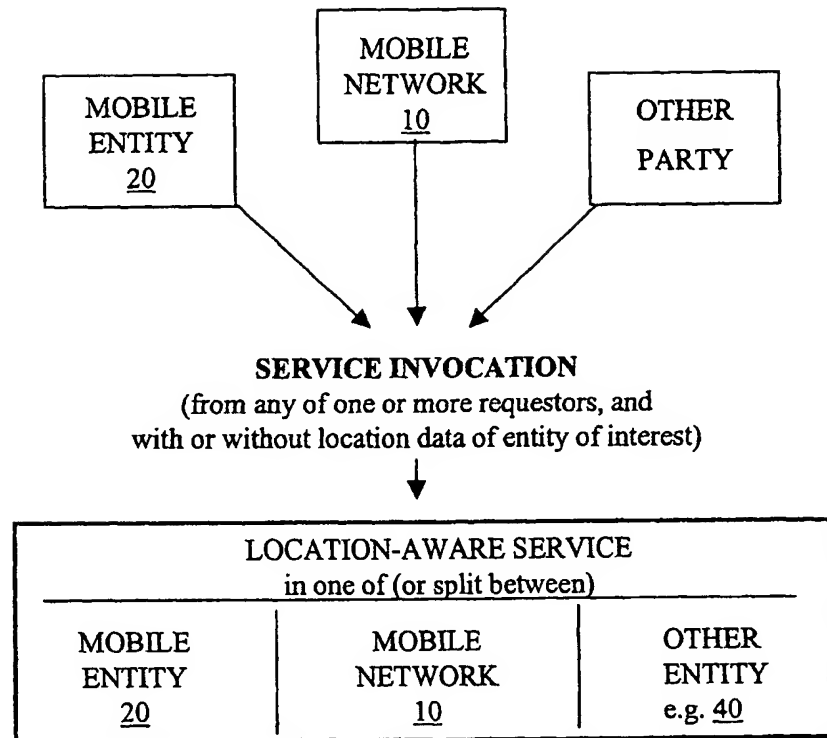 MOBILE
ENTITY
20
MOBILE
NETWORK
10
OTHER
PARTY
SERVICE INVOCATION
(from any of one or more requestors, and
with or without location data of entity of interest)
LOCATION-AWARE SERVICE
in one of (or split between)
MOBILE
ENTITY
20
MOBILE
NETWORK
10
OTHER
ENTITY
e.g. 40